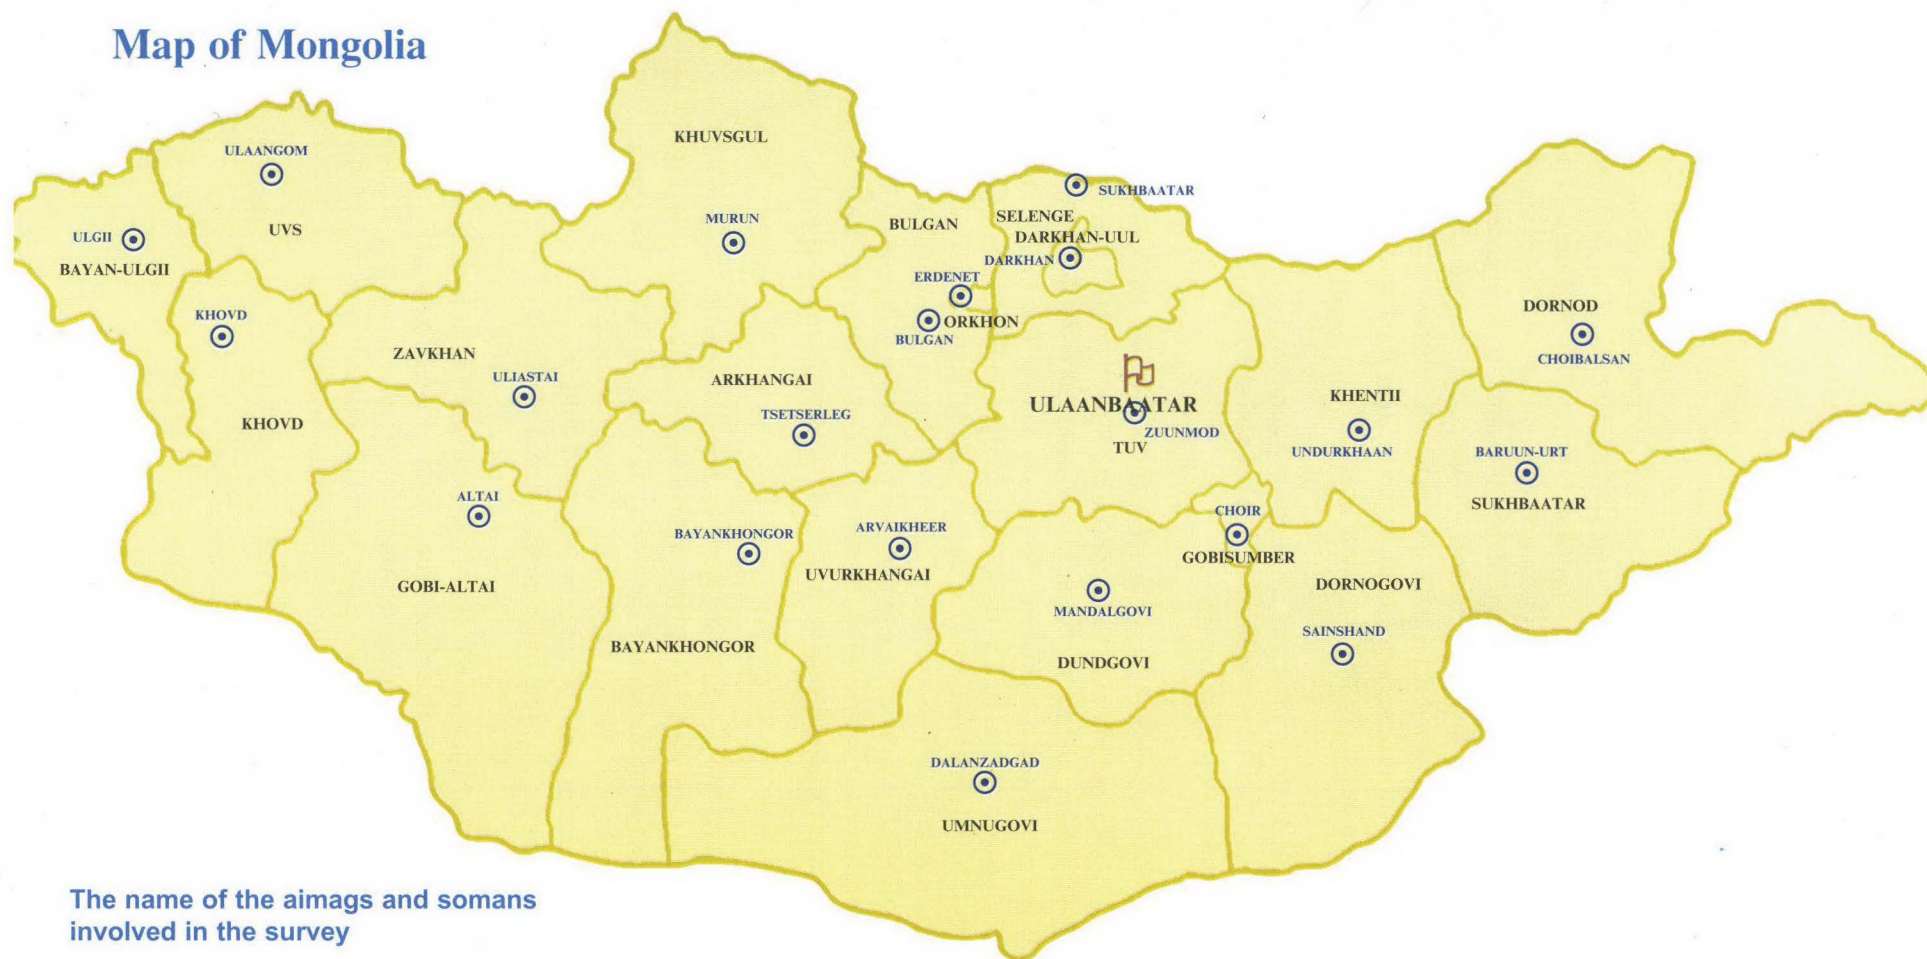 Map of Mongolia
KHUVSGUL
ULAANGOM
SUKHBAATAR
SELENGE
MURUN
BULGAN
UVS
ULGII
DARKHAN-UUL
BAYAN-ULGII
DARKHAN
ERDENET
DORNOD
KHOVD
ORKHON
BULGAN
ZAVKHAN
CHOIBALSAN
ULIASTAI
ARKHANGAI
KHENTII
ULAANBAATAR
TSETSERLEG
KHOVD
ZUUNMOD
TUV
UNDURKHAAN
BARUUN-URT
ALTAI
SUKHBAATAR
CHOIR
BAYANKHONGOR
ARVAIKHEER
GOBISUMBER
UVURKHANGAI
GOBI-ALTAI
DORNOGOVI
MANDALGOVI
SAINSHAND
BAYANKHONGOR
DUNDGOVI
DALANZADGAD
UMNUGOVI
The name of the aimags and somans
involved in the survey